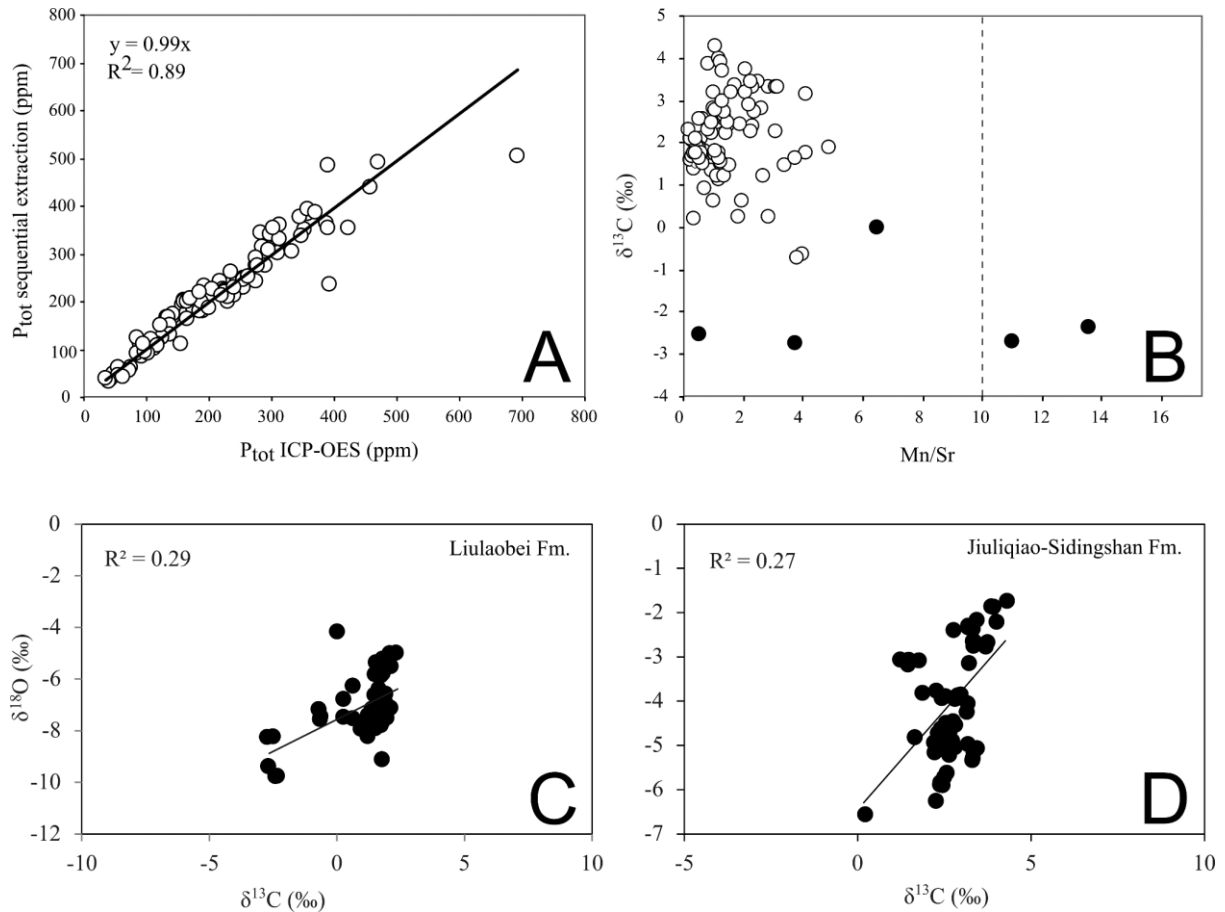 800
700
600
500
400
300
200
100
0
y = 0.99x
R² = 0.89
A
0 100 200 300 400 500 600 700 800
Ptot ICP-OES (ppm)
Ptot sequential extraction (ppm)
5
4
3
2
1
0
-1
-2
-3
-4
B
0 2 4 6 8 10 12 14 16
Mn/Sr
δ¹³C (‰)
0
-2
-4
-6
-8
-10
-12
R² = 0.29
Liulaobei Fm.
C
-10 -5 0 5 10
δ¹³C (‰)
δ¹⁸O (‰)
0
-1
-2
-3
-4
-5
-6
-7
R² = 0.27
Jiuliqiao-Sidingshan Fm.
D
-5 0 5 10
δ¹³C (‰)